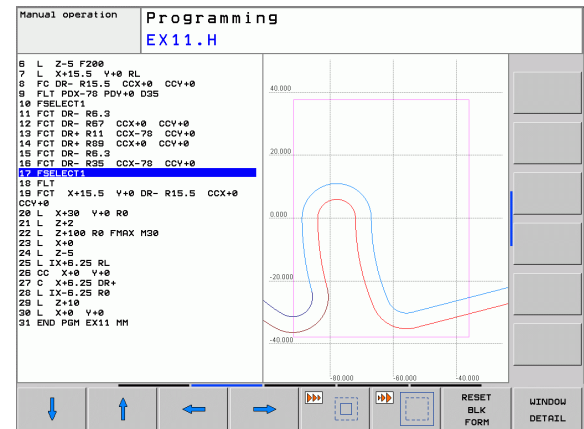 Manual operation
Programming
EX11.H
6 L Z-5 F200
7 L X+15.5 Y+0 RL
8 FC DR- R15.5 CCX+0 CCY+0
9 FLT PDX-78 PDY+0 D35
10 FSELECT1
11 FCT DR- R6.3
12 FCT DR- R67 CCX+0 CCY+0
13 FCT DR+ R11 CCX-78 CCY+0
14 FCT DR+ R89 CCX+0 CCY+0
15 FCT DR- R6.3
16 FCT DR- R35 CCX-78 CCY+0
17 FSELECT1
18 FLT
19 FCT X+15.5 Y+0 DR- R15.5 CCX+0
CCY+0
20 L X+30 Y+0 R0
21 L Z+2
22 L Z+100 R0 FMAX M30
23 L X+0
24 L Z-5
25 L IX+6.25 RL
26 CC X+0 Y+0
27 C X+6.25 DR+
28 L IX-6.25 R0
29 L Z+10
30 L X+0 Y+0
31 END PGM EX11 MM
40.000
20.000
0.000
-20.000
-40.000
-80.000
-60.000
-40.000
RESET
BLK
FORM
WINDOW
DETAIL